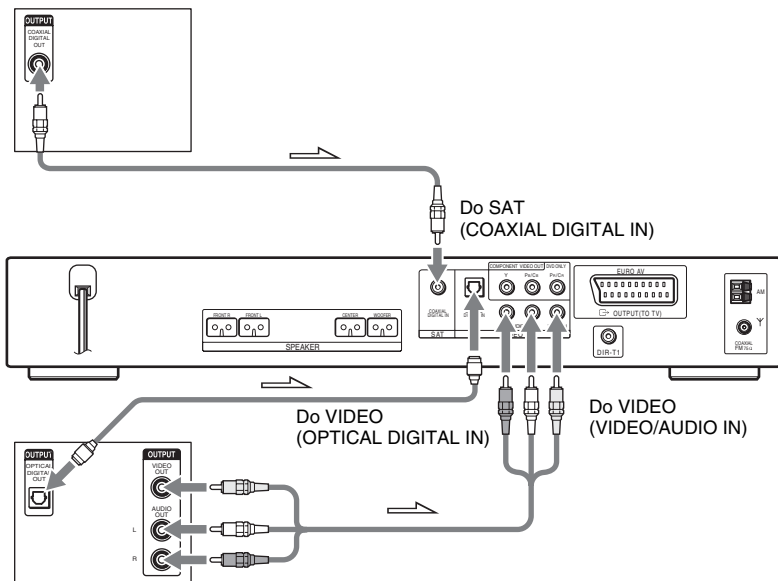 OUTPUT
COAXIAL
DIGITAL
OUT
Do SAT
(COAXIAL DIGITAL IN)
COMPONENT VIDEO OUT
DVD ONLY
Y
PB/CB
PR/CR
EURO AV
OUTPUT(TO TV)
AM
COAXIAL
FM 75Ω
COAXIAL
DIGITAL IN
SAT
DIR-T1
FRONT R
FRONT L
CENTER
WOOFER
SPEAKER
Do VIDEO
(OPTICAL DIGITAL IN)
Do VIDEO
(VIDEO/AUDIO IN)
OUTPUT
OPTICAL
DIGITAL
OUT
OUTPUT
VIDEO
OUT
AUDIO
OUT
L
R